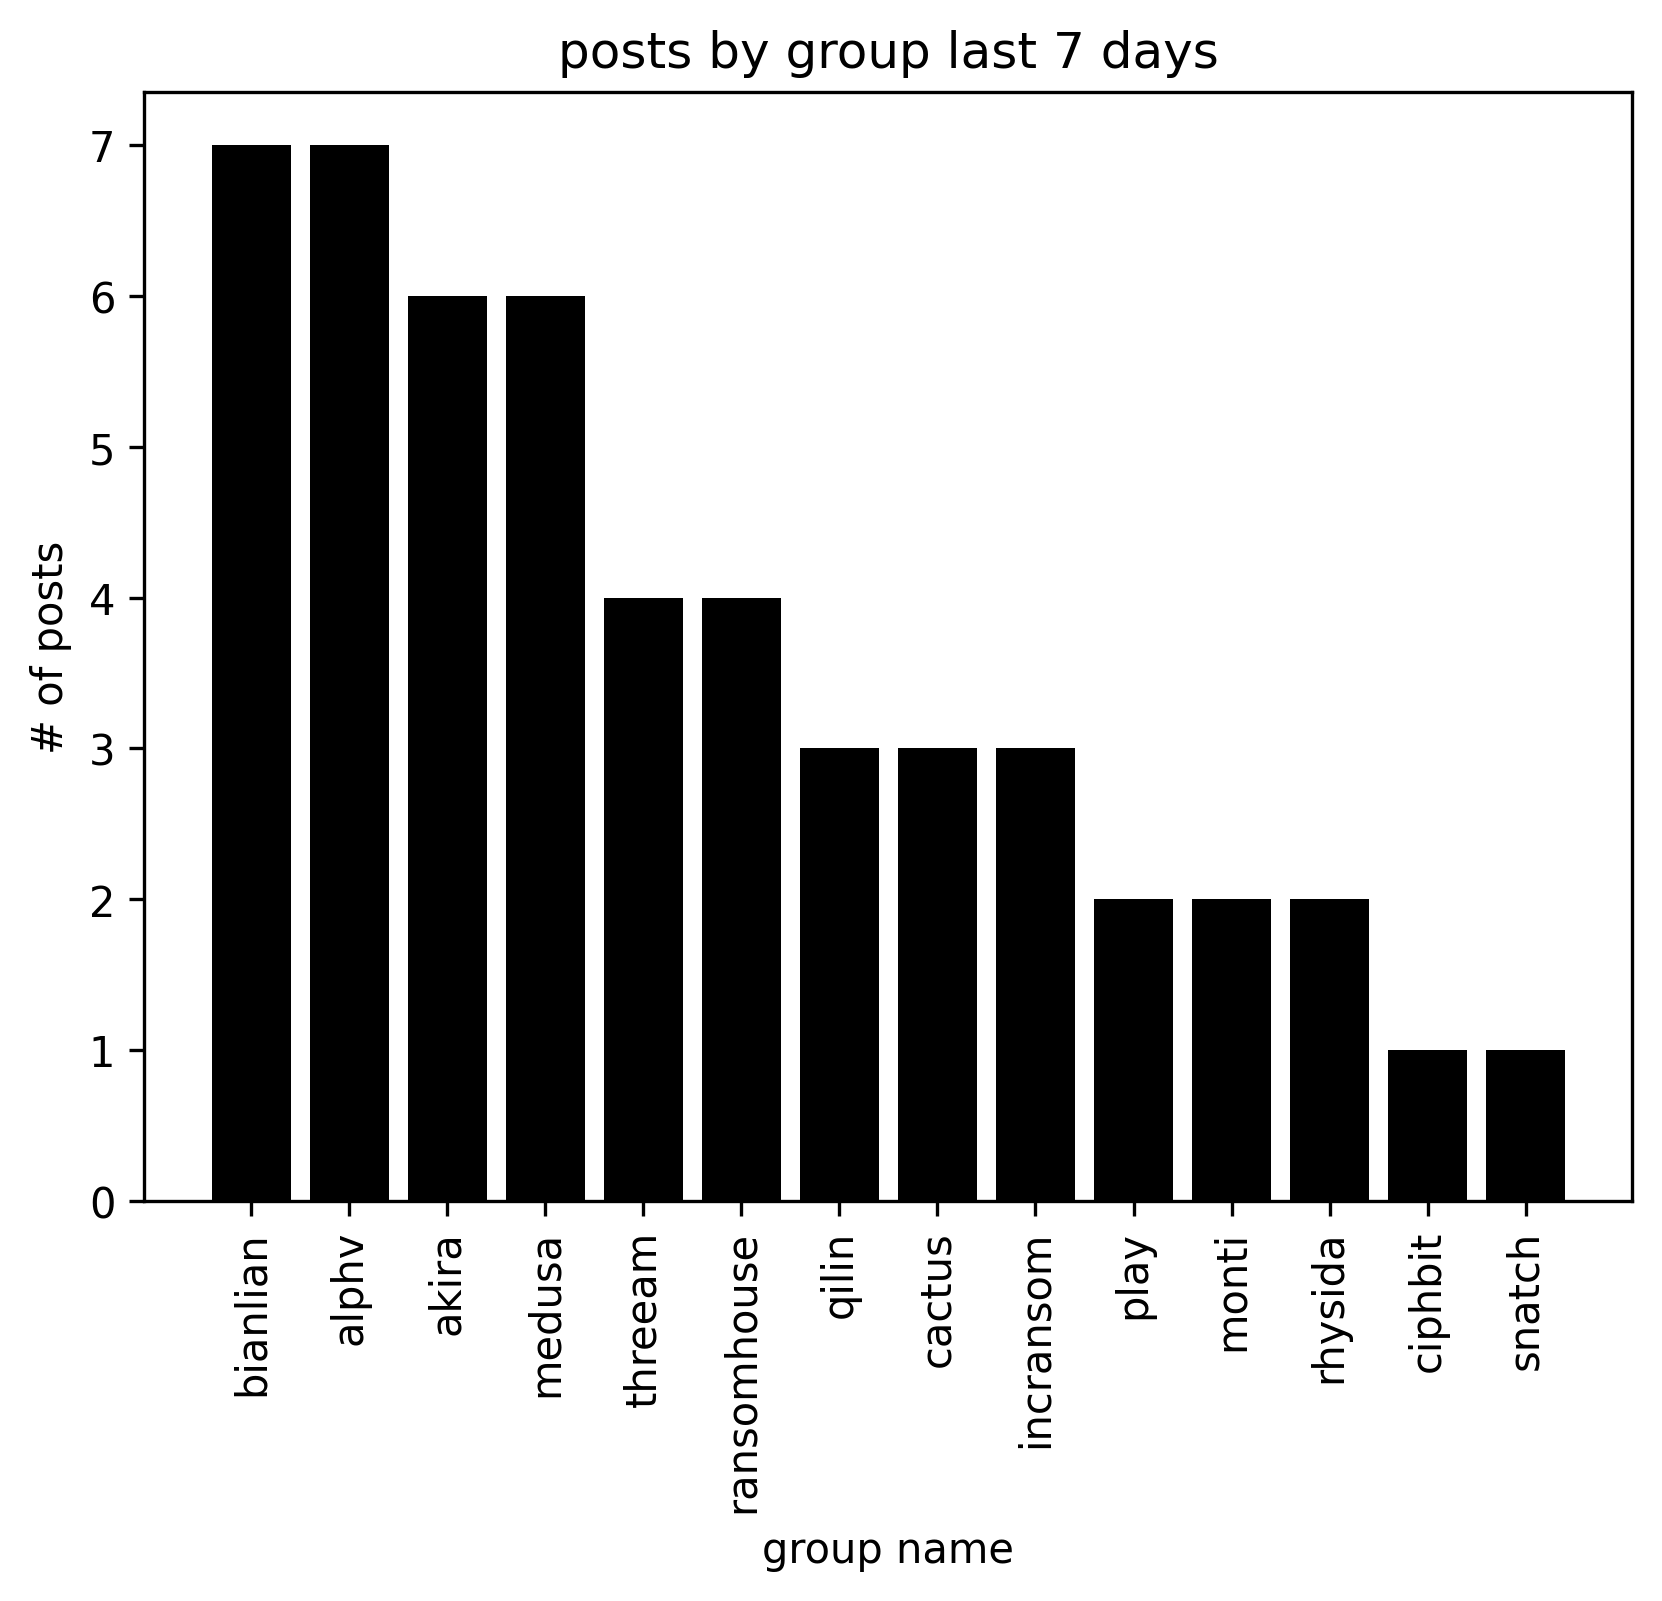 posts by group last 7 days
7
6
5
4
3
2
1
0
# of posts
bianlian
alphv
akira
medusa
threeam
ransomhouse
qilin
cactus
incransom
play
monti
rhysida
ciphbit
snatch
group name